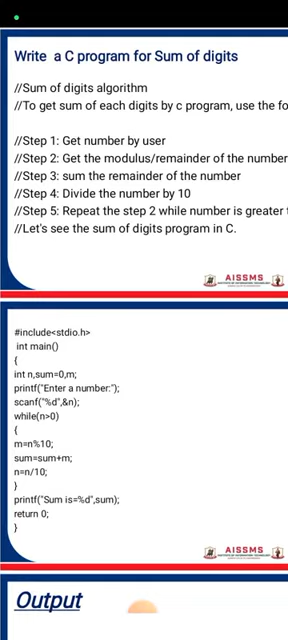 Write a C program for Sum of digits
//Sum of digits algorithm
//To get sum of each digits by c program, use the fo
//Step 1: Get number by user
//Step 2: Get the modulus/remainder of the number
//Step 3: sum the remainder of the number
//Step 4: Divide the number by 10
//Step 5: Repeat the step 2 while number is greater t
//Let's see the sum of digits program in C.
AISSMS
#include<stdio.h>
int main()
{
int n,sum=0,m;
printf("Enter a number:");
scanf("%d",&n);
while(n>0)
{
m=n%10;
sum=sum+m;
n=n/10;
}
printf("Sum is=%d",sum);
return 0;
}
AISSMS
Output